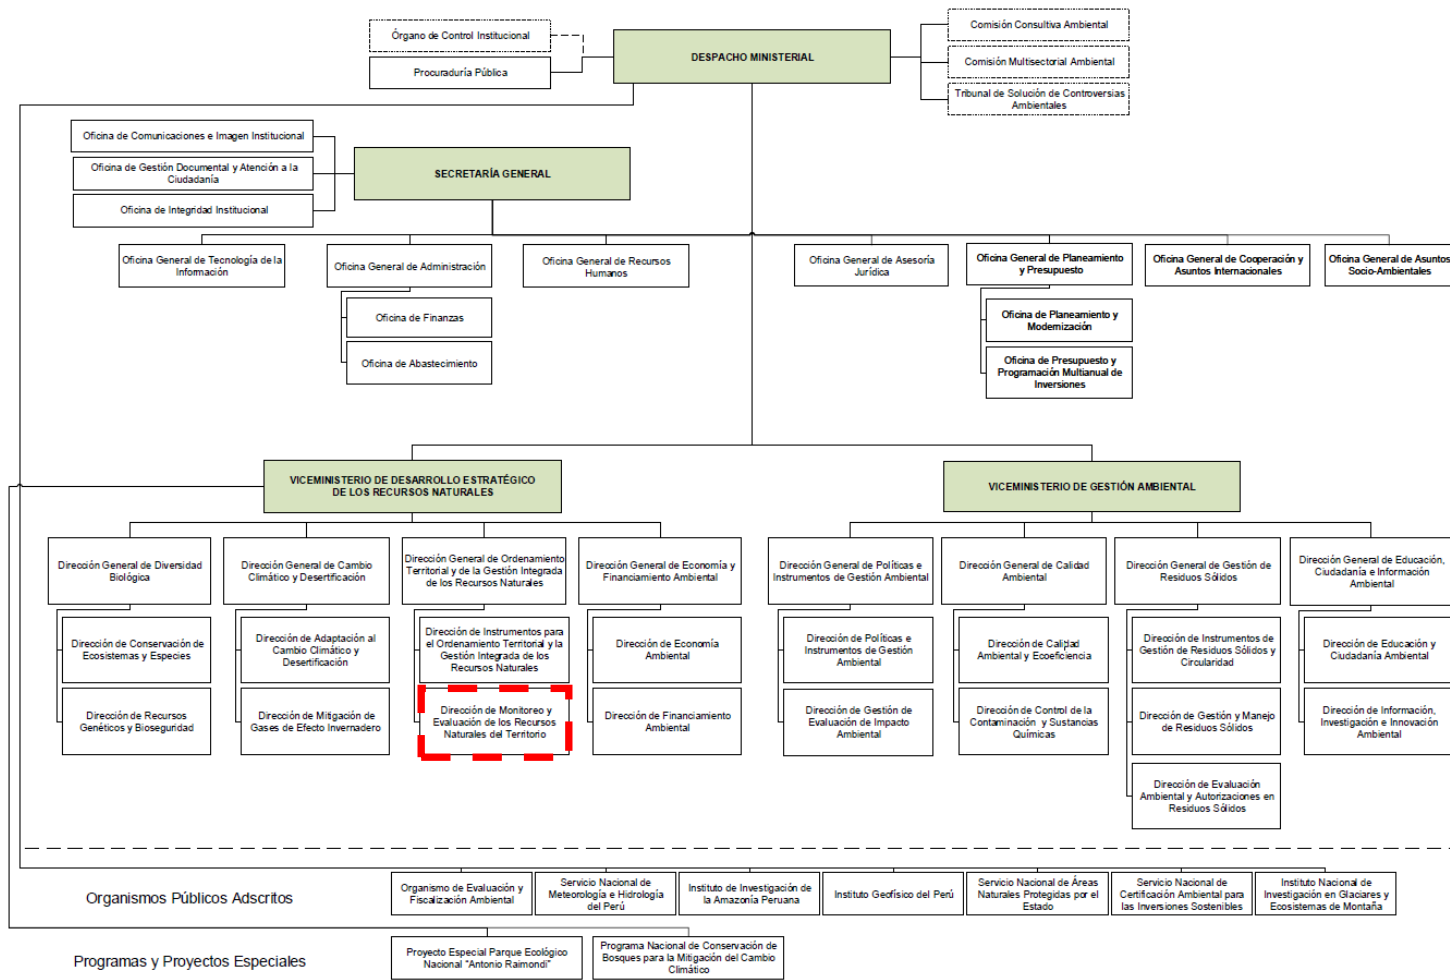 Órgano de Control Institucional
Procuraduría Pública
DESPACHO MINISTERIAL
Comisión Consultiva Ambiental
Comisión Multisectorial Ambiental
Tribunal de Solución de Controversias
Ambientales
Oficina de Comunicaciones e Imagen Institucional
Oficina de Gestión Documental y Atención a la
Ciudadanía
Oficina de Integridad Institucional
SECRETARÍA GENERAL
Oficina General de Tecnología de la
Información
Oficina General de Administración
Oficina de Finanzas
Oficina de Abastecimiento
Oficina General de Recursos
Humanos
Oficina General de Asesoría
Jurídica
Oficina General de Planeamiento
y Presupuesto
Oficina de Planeamiento y
Modernización
Oficina de Presupuesto y
Programación Multianual de
Inversiones
Oficina General de Cooperación y
Asuntos Internacionales
Oficina General de Asuntos
Socio-Ambientales
VICEMINISTERIO DE DESARROLLO ESTRATÉGICO
DE LOS RECURSOS NATURALES
VICEMINISTERIO DE GESTIÓN AMBIENTAL
Dirección General de Diversidad
Biológica
Dirección de Conservación de
Ecosistemas y Especies
Dirección de Recursos
Genéticos y Bioseguridad
Dirección General de Cambio
Climático y Desertificación
Dirección de Adaptación al
Cambio Climático y
Desertificación
Dirección de Mitigación de
Gases de Efecto Invernadero
Dirección General de Ordenamiento
Territorial y de la Gestión Integrada
de los Recursos Naturales
Dirección de Instrumentos para
el Ordenamiento Territorial y la
Gestión Integrada de los
Recursos Naturales
Dirección de Monitoreo y
Evaluación de los Recursos
Naturales del Territorio
Dirección General de Economía y
Financiamiento Ambiental
Dirección de Economía
Ambiental
Dirección de Financiamiento
Ambiental
Dirección General de Políticas e
Instrumentos de Gestión Ambiental
Dirección de Políticas e
Instrumentos de Gestión
Ambiental
Dirección de Gestión de
Evaluación de Impacto
Ambiental
Dirección General de Calidad
Ambiental
Dirección de Calidad
Ambiental y Ecoeficiencia
Dirección de Control de la
Contaminación y Sustancias
Químicas
Dirección General de Gestión de
Residuos Sólidos
Dirección de Instrumentos de
Gestión de Residuos Sólidos y
Circularidad
Dirección de Gestión y Manejo
de Residuos Sólidos
Dirección de Evaluación
Ambiental y Autorizaciones en
Residuos Sólidos
Dirección General de Educación,
Ciudadanía e Información
Ambiental
Dirección de Educación y
Ciudadanía Ambiental
Dirección de Información,
Investigación e Innovación
Ambiental
Organismos Públicos Adscritos
Organismo de Evaluación y
Fiscalización Ambiental
Servicio Nacional de
Meteorología e Hidrología
del Perú
Instituto de Investigación de
la Amazonía Peruana
Instituto Geofísico del Perú
Servicio Nacional de Áreas
Naturales Protegidas por el
Estado
Servicio Nacional de
Certificación Ambiental para
las Inversiones Sostenibles
Instituto Nacional de
Investigación en Glaciares y
Ecosistemas de Montaña
Programas y Proyectos Especiales
Proyecto Especial Parque Ecológico
Nacional "Antonio Raimondi"
Programa Nacional de Conservación de
Bosques para la Mitigación del Cambio
Climático